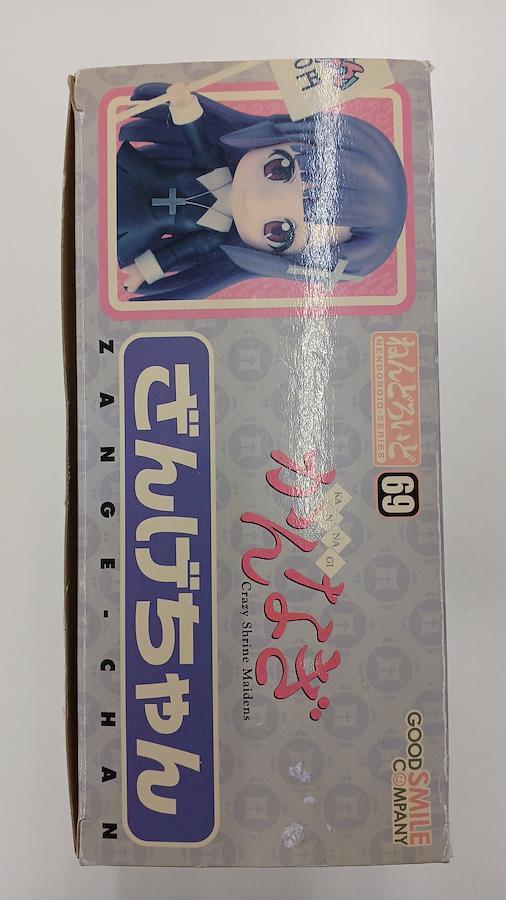 ねんどろいど
NENDOROID•SERIES
69
GOOD SMILE
COMPANY
かんなぎ
KA N NA GI
Crazy Shrine Maidens
ざんげちゃん
ZANGE-CHAN